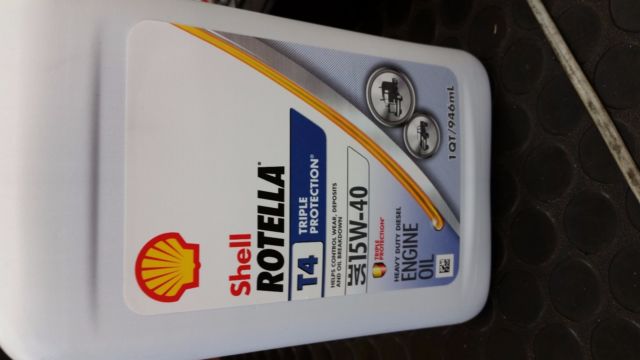 Shell
ROTELLA®
T4 TRIPLE
PROTECTION®
HELPS CONTROL WEAR, DEPOSITS
AND OIL BREAKDOWN
15W-40
TRIPLE
PROTECTION®
HEAVY DUTY DIESEL
ENGINE
OIL
1 QT/946mL